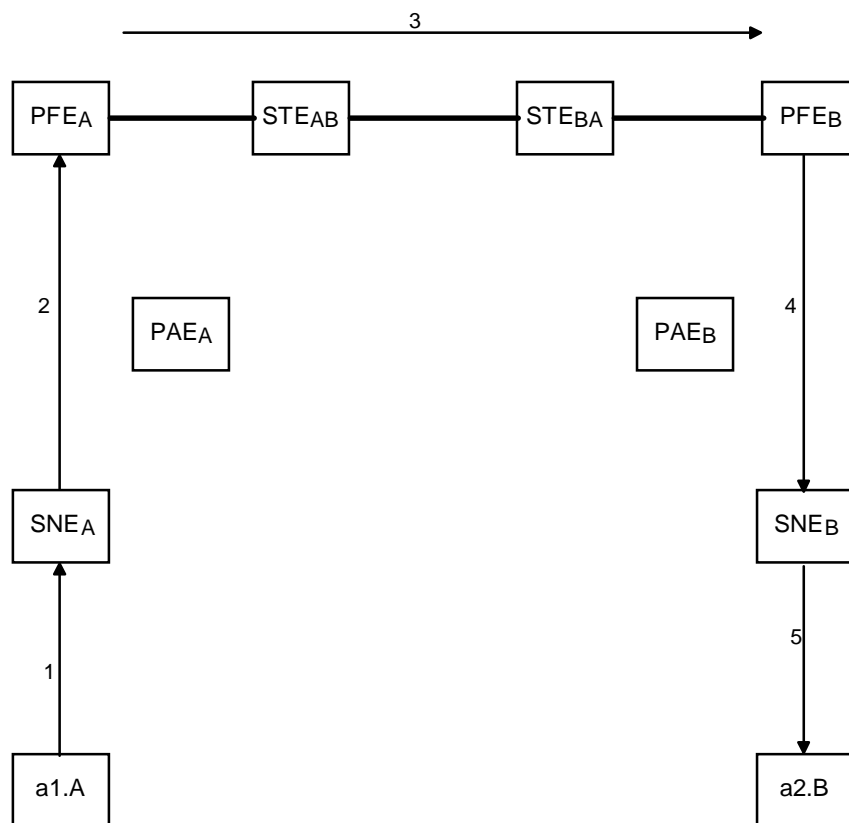 3
PFEA STEAB STEBA PFEB
2 PAEA PAEB 4
SNEA SNEB
1 5
a1.A a2.B